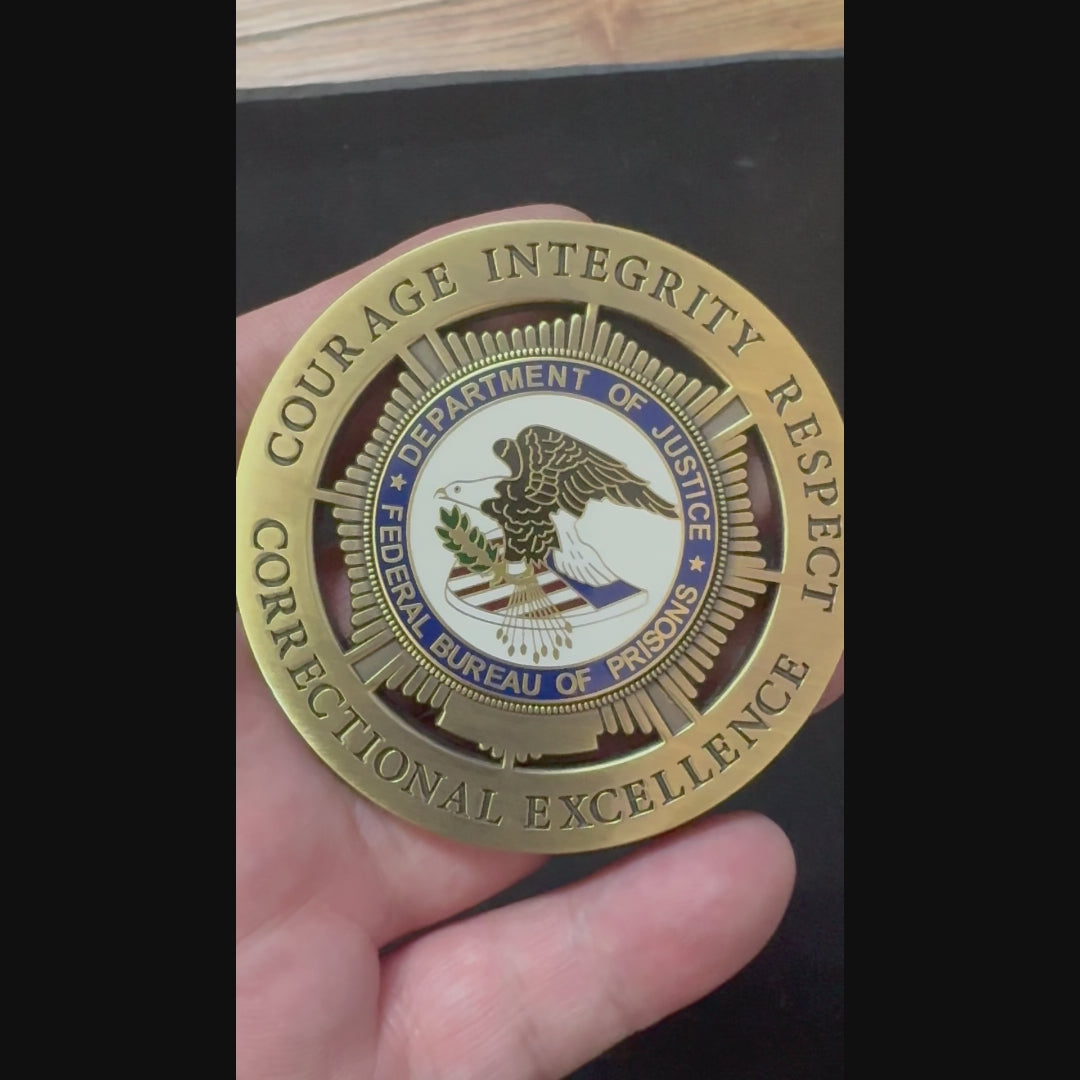 COURAGE INTEGRITY RESPECT
CORRECTIONAL EXCELLENCE
DEPARTMENT OF JUSTICE
FEDERAL BUREAU OF PRISONS